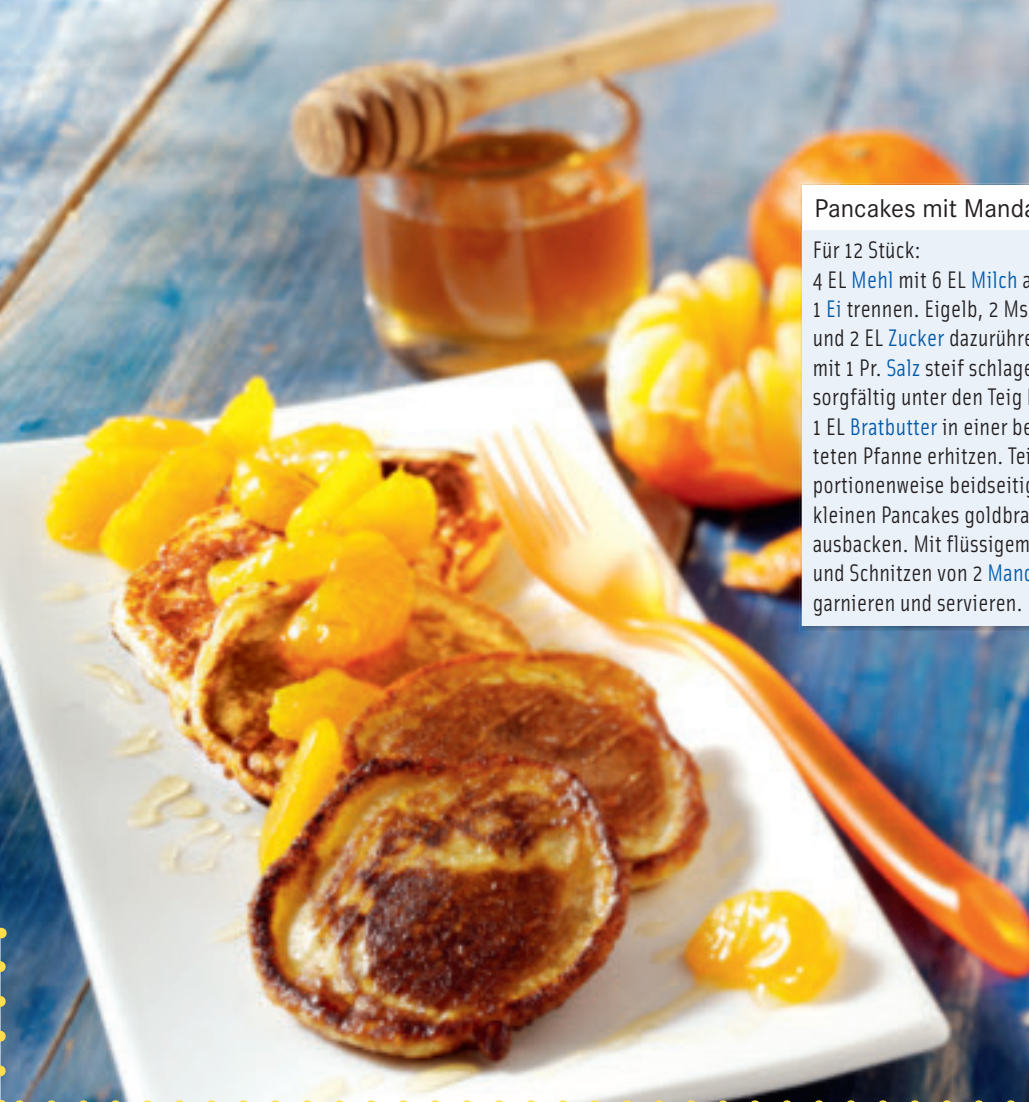 Pancakes mit Manda
Für 12 Stück:
4 EL Mehl mit 6 EL Milch a
1 Ei trennen. Eigelb, 2 Ms
und 2 EL Zucker dazurühre
mit 1 Pr. Salz steif schlage
sorgfältig unter den Teig
1 EL Bratbutter in einer be
teten Pfanne erhitzen. Tei
portionenweise beidseitig
kleinen Pancakes goldbra
ausbacken. Mit flüssigem
und Schnitzen von 2 Mand
garnieren und servieren.